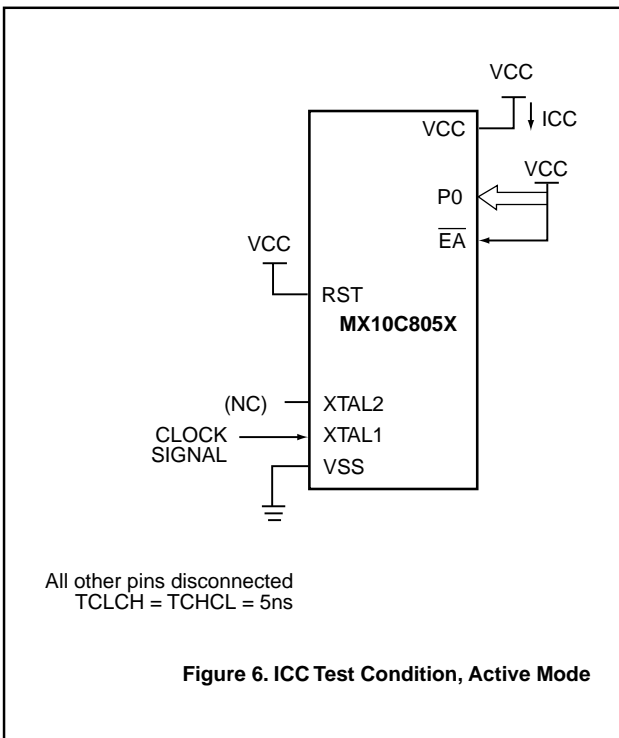 VCC
VCC
ICC
VCC
P0
EA
VCC
RST
MX10C805X
(NC)
XTAL2
CLOCK
SIGNAL
XTAL1
VSS
All other pins disconnected
TCLCH = TCHCL = 5ns
Figure 6. ICC Test Condition, Active Mode